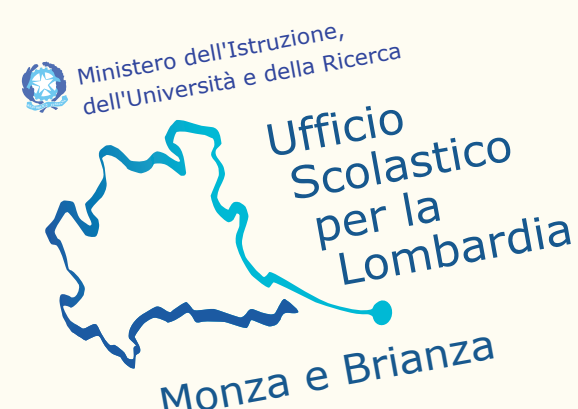 Ministero dell'Istruzione,
dell'Università e della Ricerca
Ufficio
Scolastico
per la
Lombardia
Monza e Brianza